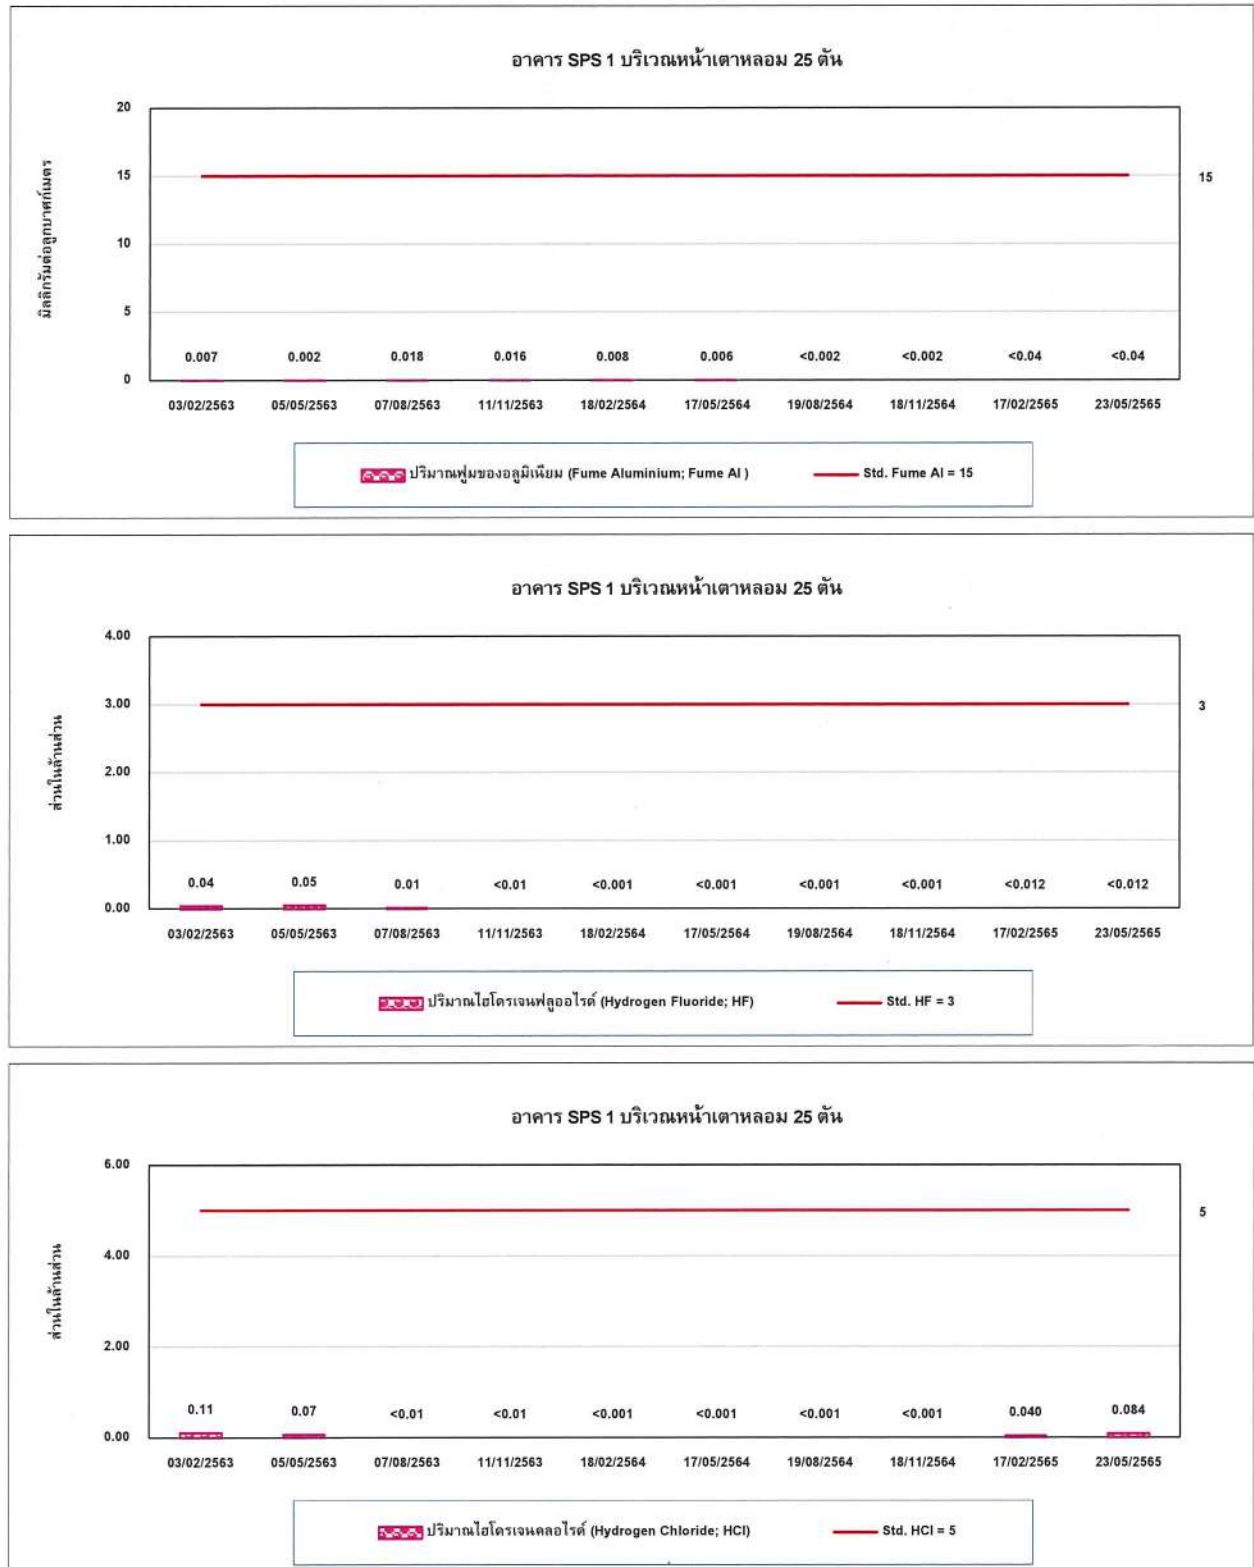 อาคาร SPS 1 บริเวณหน้าเตาหลอม 25 ตัน
มิลลิกรัมต่อลูกบาศก์เมตร
20
15
10
5
0
15
0.007 0.002 0.018 0.016 0.008 0.006 <0.002 <0.002 <0.04 <0.04
03/02/2563 05/05/2563 07/08/2563 11/11/2563 18/02/2564 17/05/2564 19/08/2564 18/11/2564 17/02/2565 23/05/2565
ปริมาณฟูมของอลูมิเนียม (Fume Aluminium; Fume Al ) Std. Fume Al = 15
อาคาร SPS 1 บริเวณหน้าเตาหลอม 25 ตัน
ส่วนในล้านส่วน
4.00
3.00
2.00
1.00
0.00
3
0.04 0.05 0.01 <0.01 <0.001 <0.001 <0.001 <0.001 <0.012 <0.012
03/02/2563 05/05/2563 07/08/2563 11/11/2563 18/02/2564 17/05/2564 19/08/2564 18/11/2564 17/02/2565 23/05/2565
ปริมาณไฮโดรเจนฟลูออไรด์ (Hydrogen Fluoride; HF) Std. HF = 3
อาคาร SPS 1 บริเวณหน้าเตาหลอม 25 ตัน
ส่วนในล้านส่วน
6.00
4.00
2.00
0.00
5
0.11 0.07 <0.01 <0.01 <0.001 <0.001 <0.001 <0.001 0.040 0.084
03/02/2563 05/05/2563 07/08/2563 11/11/2563 18/02/2564 17/05/2564 19/08/2564 18/11/2564 17/02/2565 23/05/2565
ปริมาณไฮโดรเจนคลอไรด์ (Hydrogen Chloride; HCl) Std. HCl = 5